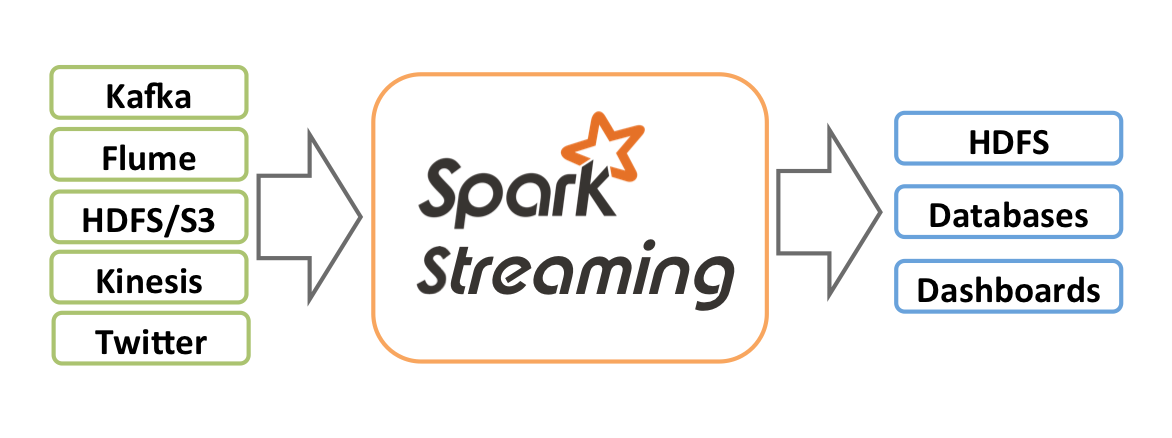 Kafka
Flume
HDFS/S3
Kinesis
Twitter
Spark
Streaming
HDFS
Databases
Dashboards